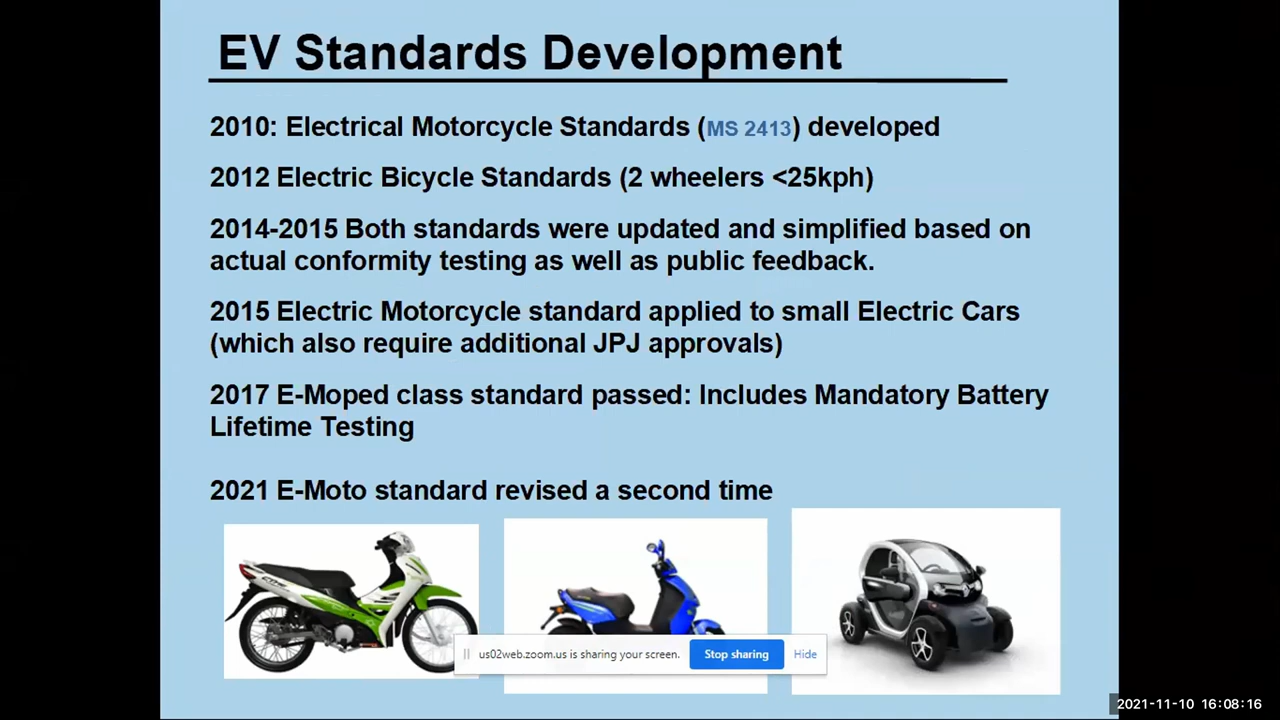 EV Standards Development
2010: Electrical Motorcycle Standards (MS 2413) developed
2012 Electric Bicycle Standards (2 wheelers <25kph)
2014-2015 Both standards were updated and simplified based on
actual conformity testing as well as public feedback.
2015 Electric Motorcycle standard applied to small Electric Cars
(which also require additional JPJ approvals)
2017 E-Moped class standard passed: Includes Mandatory Battery
Lifetime Testing
2021 E-Moto standard revised a second time
us02web.zoom.us is sharing your screen. Stop sharing Hide
2021-11-10 16:08:16